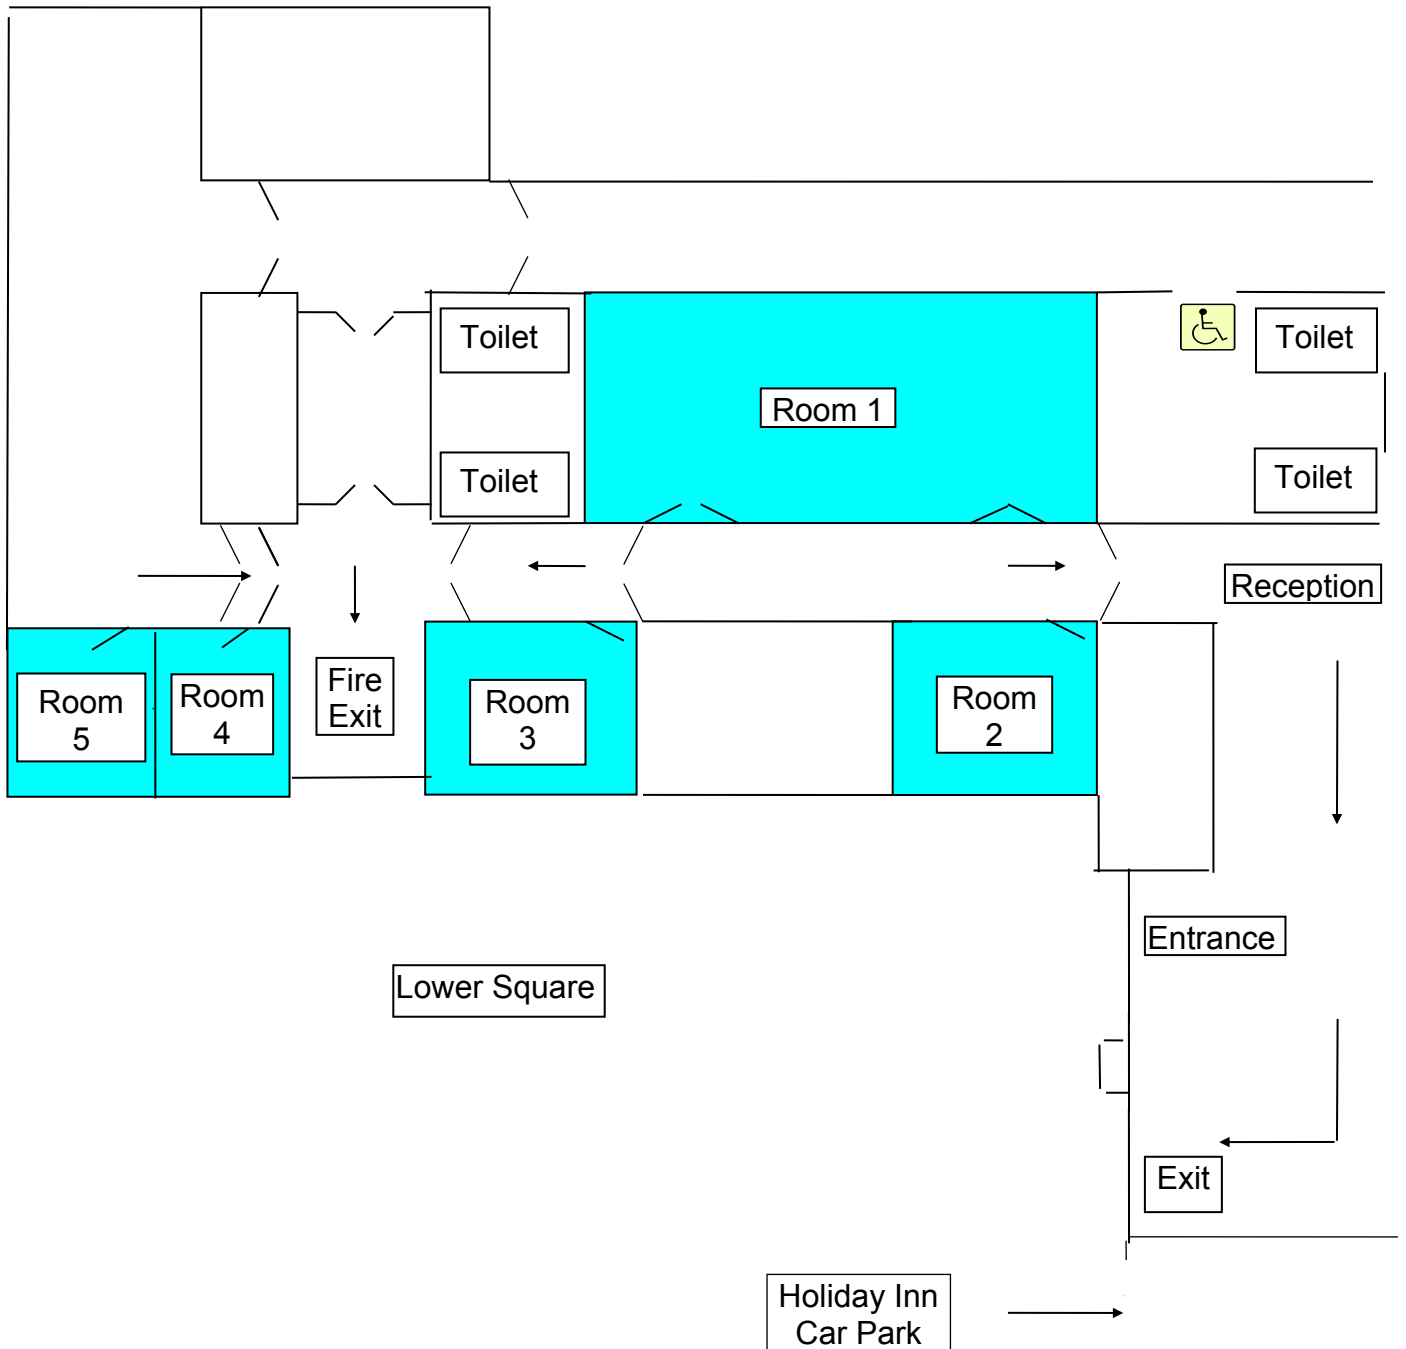 Toilet
Toilet
Room 1
Toilet
Toilet
Reception
Room
5
Room
4
Fire
Exit
Room
3
Room
2
Entrance
Lower Square
Exit
Holiday Inn
Car Park